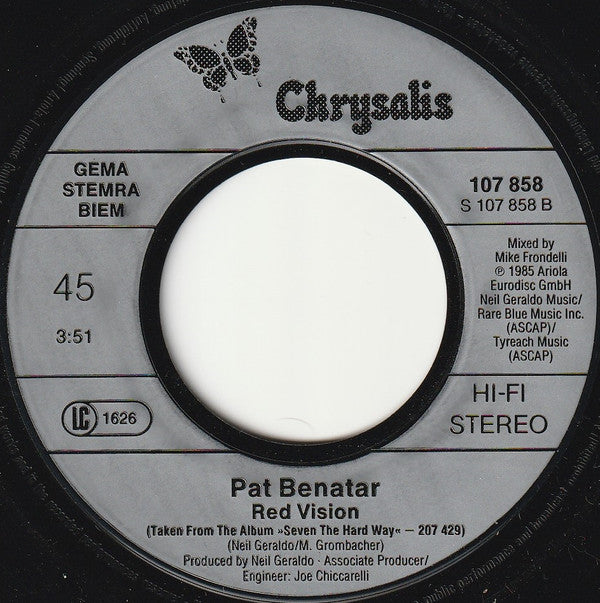 Chrysalis
GEMA
STEMRA
BIEM
107 858
S 107 858 B
45
3:51
Mixed by
Mike Frondelli
℗ 1985 Ariola
Eurodisc GmbH
Neil Geraldo Music/
Rare Blue Music Inc.
(ASCAP)/
Tyreach Music
(ASCAP)
LC 1626
HI-FI
STEREO
Pat Benatar
Red Vision
(Taken From The Album »Seven The Hard Way« – 207 429)
(Neil Geraldo/M. Grombacher)
Produced by Neil Geraldo - Associate Producer/
Engineer: Joe Chiccarelli